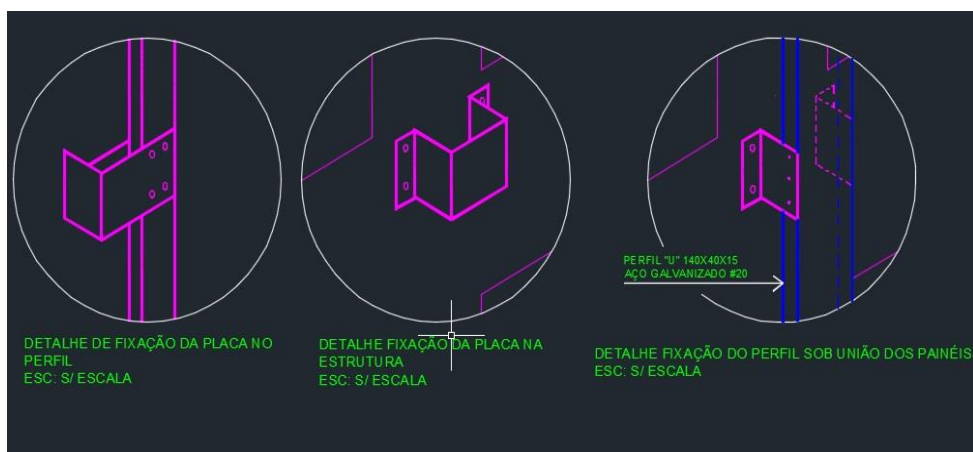 PERFIL "U" 140X40X15
AÇO GALVANIZADO #20
DETALHE DE FIXAÇÃO DA PLACA NO
PERFIL
ESC: S/ ESCALA
DETALHE FIXAÇÃO DA PLACA NA
ESTRUTURA
ESC: S/ ESCALA
DETALHE FIXAÇÃO DO PERFIL SOB UNIÃO DOS PAINÉIS
ESC: S/ ESCALA